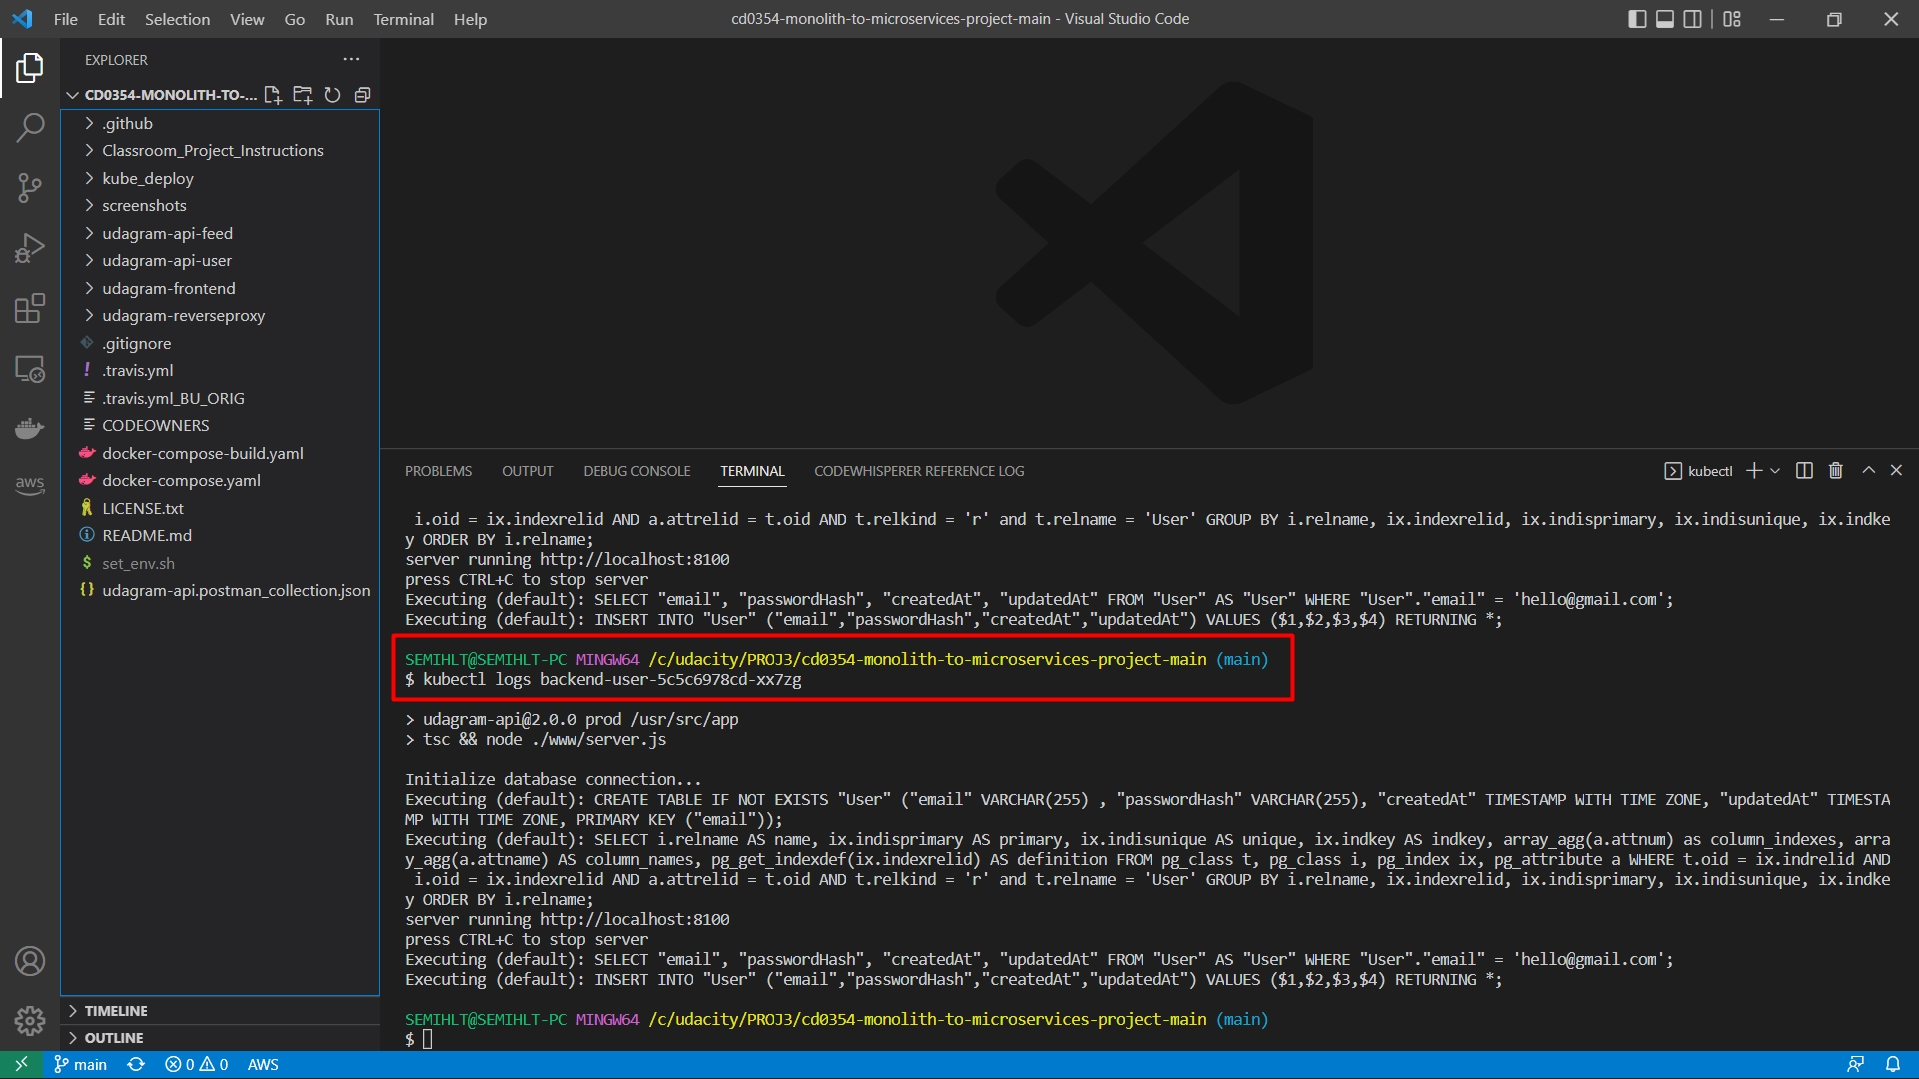 File Edit Selection View Go Run Terminal Help
cd0354-monolith-to-microservices-project-main - Visual Studio Code
EXPLORER
CD0354-MONOLITH-TO-...
.github
Classroom_Project_Instructions
kube_deploy
screenshots
udagram-api-feed
udagram-api-user
udagram-frontend
udagram-reverseproxy
.gitignore
.travis.yml
.travis.yml_BU_ORIG
CODEOWNERS
docker-compose-build.yaml
docker-compose.yaml
LICENSE.txt
README.md
set_env.sh
udagram-api.postman_collection.json
TIMELINE
OUTLINE
aws
PROBLEMS OUTPUT DEBUG CONSOLE TERMINAL CODEWHISPERER REFERENCE LOG
kubectl
i.oid = ix.indexrelid AND a.attrelid = t.oid AND t.relkind = 'r' and t.relname = 'User' GROUP BY i.relname, ix.indexrelid, ix.indisprimary, ix.indisunique, ix.indke
y ORDER BY i.relname;
server running http://localhost:8100
press CTRL+C to stop server
Executing (default): SELECT "email", "passwordHash", "createdAt", "updatedAt" FROM "User" AS "User" WHERE "User"."email" = 'hello@gmail.com';
Executing (default): INSERT INTO "User" ("email","passwordHash","createdAt","updatedAt") VALUES ($1,$2,$3,$4) RETURNING *;
SEMIHLT@SEMIHLT-PC MINGW64 /c/udacity/PROJ3/cd0354-monolith-to-microservices-project-main (main)
$ kubectl logs backend-user-5c5c6978cd-xx7zg
> udagram-api@2.0.0 prod /usr/src/app
> tsc && node ./www/server.js
Initialize database connection...
Executing (default): CREATE TABLE IF NOT EXISTS "User" ("email" VARCHAR(255) , "passwordHash" VARCHAR(255), "createdAt" TIMESTAMP WITH TIME ZONE, "updatedAt" TIMESTA
MP WITH TIME ZONE, PRIMARY KEY ("email"));
Executing (default): SELECT i.relname AS name, ix.indisprimary AS primary, ix.indisunique AS unique, ix.indkey AS indkey, array_agg(a.attnum) as column_indexes, arra
y_agg(a.attname) AS column_names, pg_get_indexdef(ix.indexrelid) AS definition FROM pg_class t, pg_class i, pg_index ix, pg_attribute a WHERE t.oid = ix.indrelid AND
i.oid = ix.indexrelid AND a.attrelid = t.oid AND t.relkind = 'r' and t.relname = 'User' GROUP BY i.relname, ix.indexrelid, ix.indisprimary, ix.indisunique, ix.indke
y ORDER BY i.relname;
server running http://localhost:8100
press CTRL+C to stop server
Executing (default): SELECT "email", "passwordHash", "createdAt", "updatedAt" FROM "User" AS "User" WHERE "User"."email" = 'hello@gmail.com';
Executing (default): INSERT INTO "User" ("email","passwordHash","createdAt","updatedAt") VALUES ($1,$2,$3,$4) RETURNING *;
SEMIHLT@SEMIHLT-PC MINGW64 /c/udacity/PROJ3/cd0354-monolith-to-microservices-project-main (main)
$
main 0 0 AWS